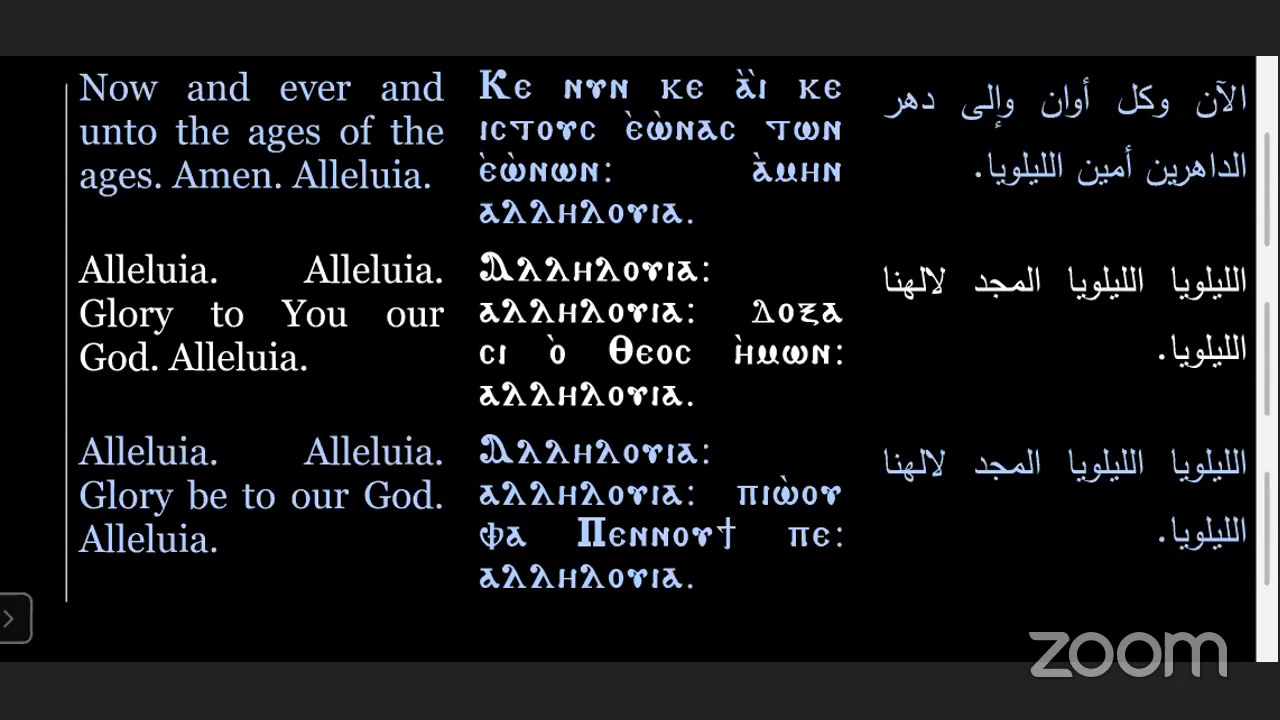 Now and ever and
unto the ages of the
ages. Amen. Alleluia.
Ⲕⲉ ⲛⲩⲛ ⲕⲉ ⲁ̀ⲓ̀ ⲕⲉ
ⲓⲥⲧⲟⲩⲥ ⲉ̀ⲱ̀ⲛⲁⲥ ⲧⲱⲛ
ⲉ̀ⲱ̀ⲛⲱⲛ: ⲁ̀ⲙⲏⲛ
ⲁⲗⲗⲏⲗⲟⲩⲓⲁ.
الآن وكل أوان وإلى دهر
الداهرين أمين الليلويا.
Alleluia. Alleluia.
Glory to You our
God. Alleluia.
Ⲁⲗⲗⲏⲗⲟⲩⲓⲁ:
ⲁⲗⲗⲏⲗⲟⲩⲓⲁ: Ⲇⲟⲝⲁ
ⲥⲓ ⲟ̀ Ⲑⲉⲟⲥ ⲏ̀ⲙⲱⲛ:
ⲁⲗⲗⲏⲗⲟⲩⲓⲁ.
الليلويا الليلويا المجد لالهنا
الليلويا.
Alleluia. Alleluia.
Glory be to our God.
Alleluia.
Ⲁⲗⲗⲏⲗⲟⲩⲓⲁ:
ⲁⲗⲗⲏⲗⲟⲩⲓⲁ: ⲡⲓⲱ̀ⲟⲩ
ⲫⲁ Ⲡⲉⲛⲛⲟⲩϯ ⲡⲉ:
ⲁⲗⲗⲏⲗⲟⲩⲓⲁ.
الليلويا الليلويا المجد لالهنا
الليلويا.
zoom